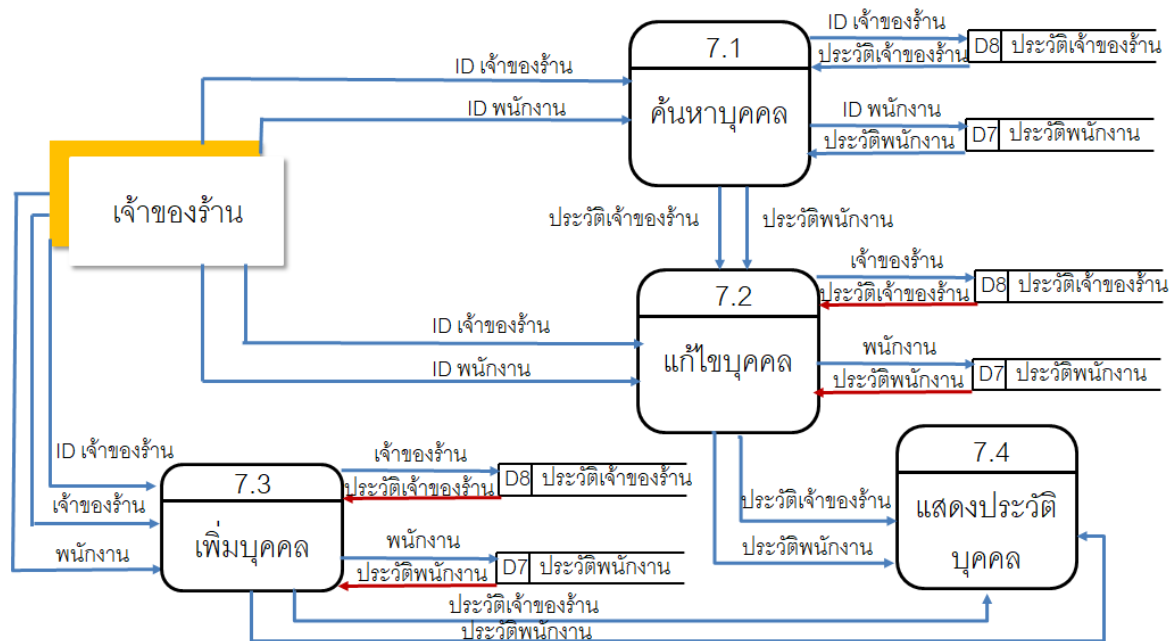 7.1
ค้นหาบุคคล
ID เจ้าของร้าน
ID พนักงาน
ID เจ้าของร้าน
ประวัติเจ้าของร้าน
D8 ประวัติเจ้าของร้าน
ID พนักงาน
ประวัติพนักงาน
D7 ประวัติพนักงาน
เจ้าของร้าน
ประวัติเจ้าของร้าน
ประวัติพนักงาน
7.2
แก้ไขบุคคล
ID เจ้าของร้าน
ID พนักงาน
เจ้าของร้าน
ประวัติเจ้าของร้าน
D8 ประวัติเจ้าของร้าน
พนักงาน
ประวัติพนักงาน
D7 ประวัติพนักงาน
ID เจ้าของร้าน
เจ้าของร้าน
พนักงาน
7.3
เพิ่มบุคคล
เจ้าของร้าน
ประวัติเจ้าของร้าน
D8 ประวัติเจ้าของร้าน
พนักงาน
ประวัติพนักงาน
D7 ประวัติพนักงาน
ประวัติเจ้าของร้าน
ประวัติพนักงาน
7.4
แสดงประวัติ
บุคคล
ประวัติเจ้าของร้าน
ประวัติพนักงาน